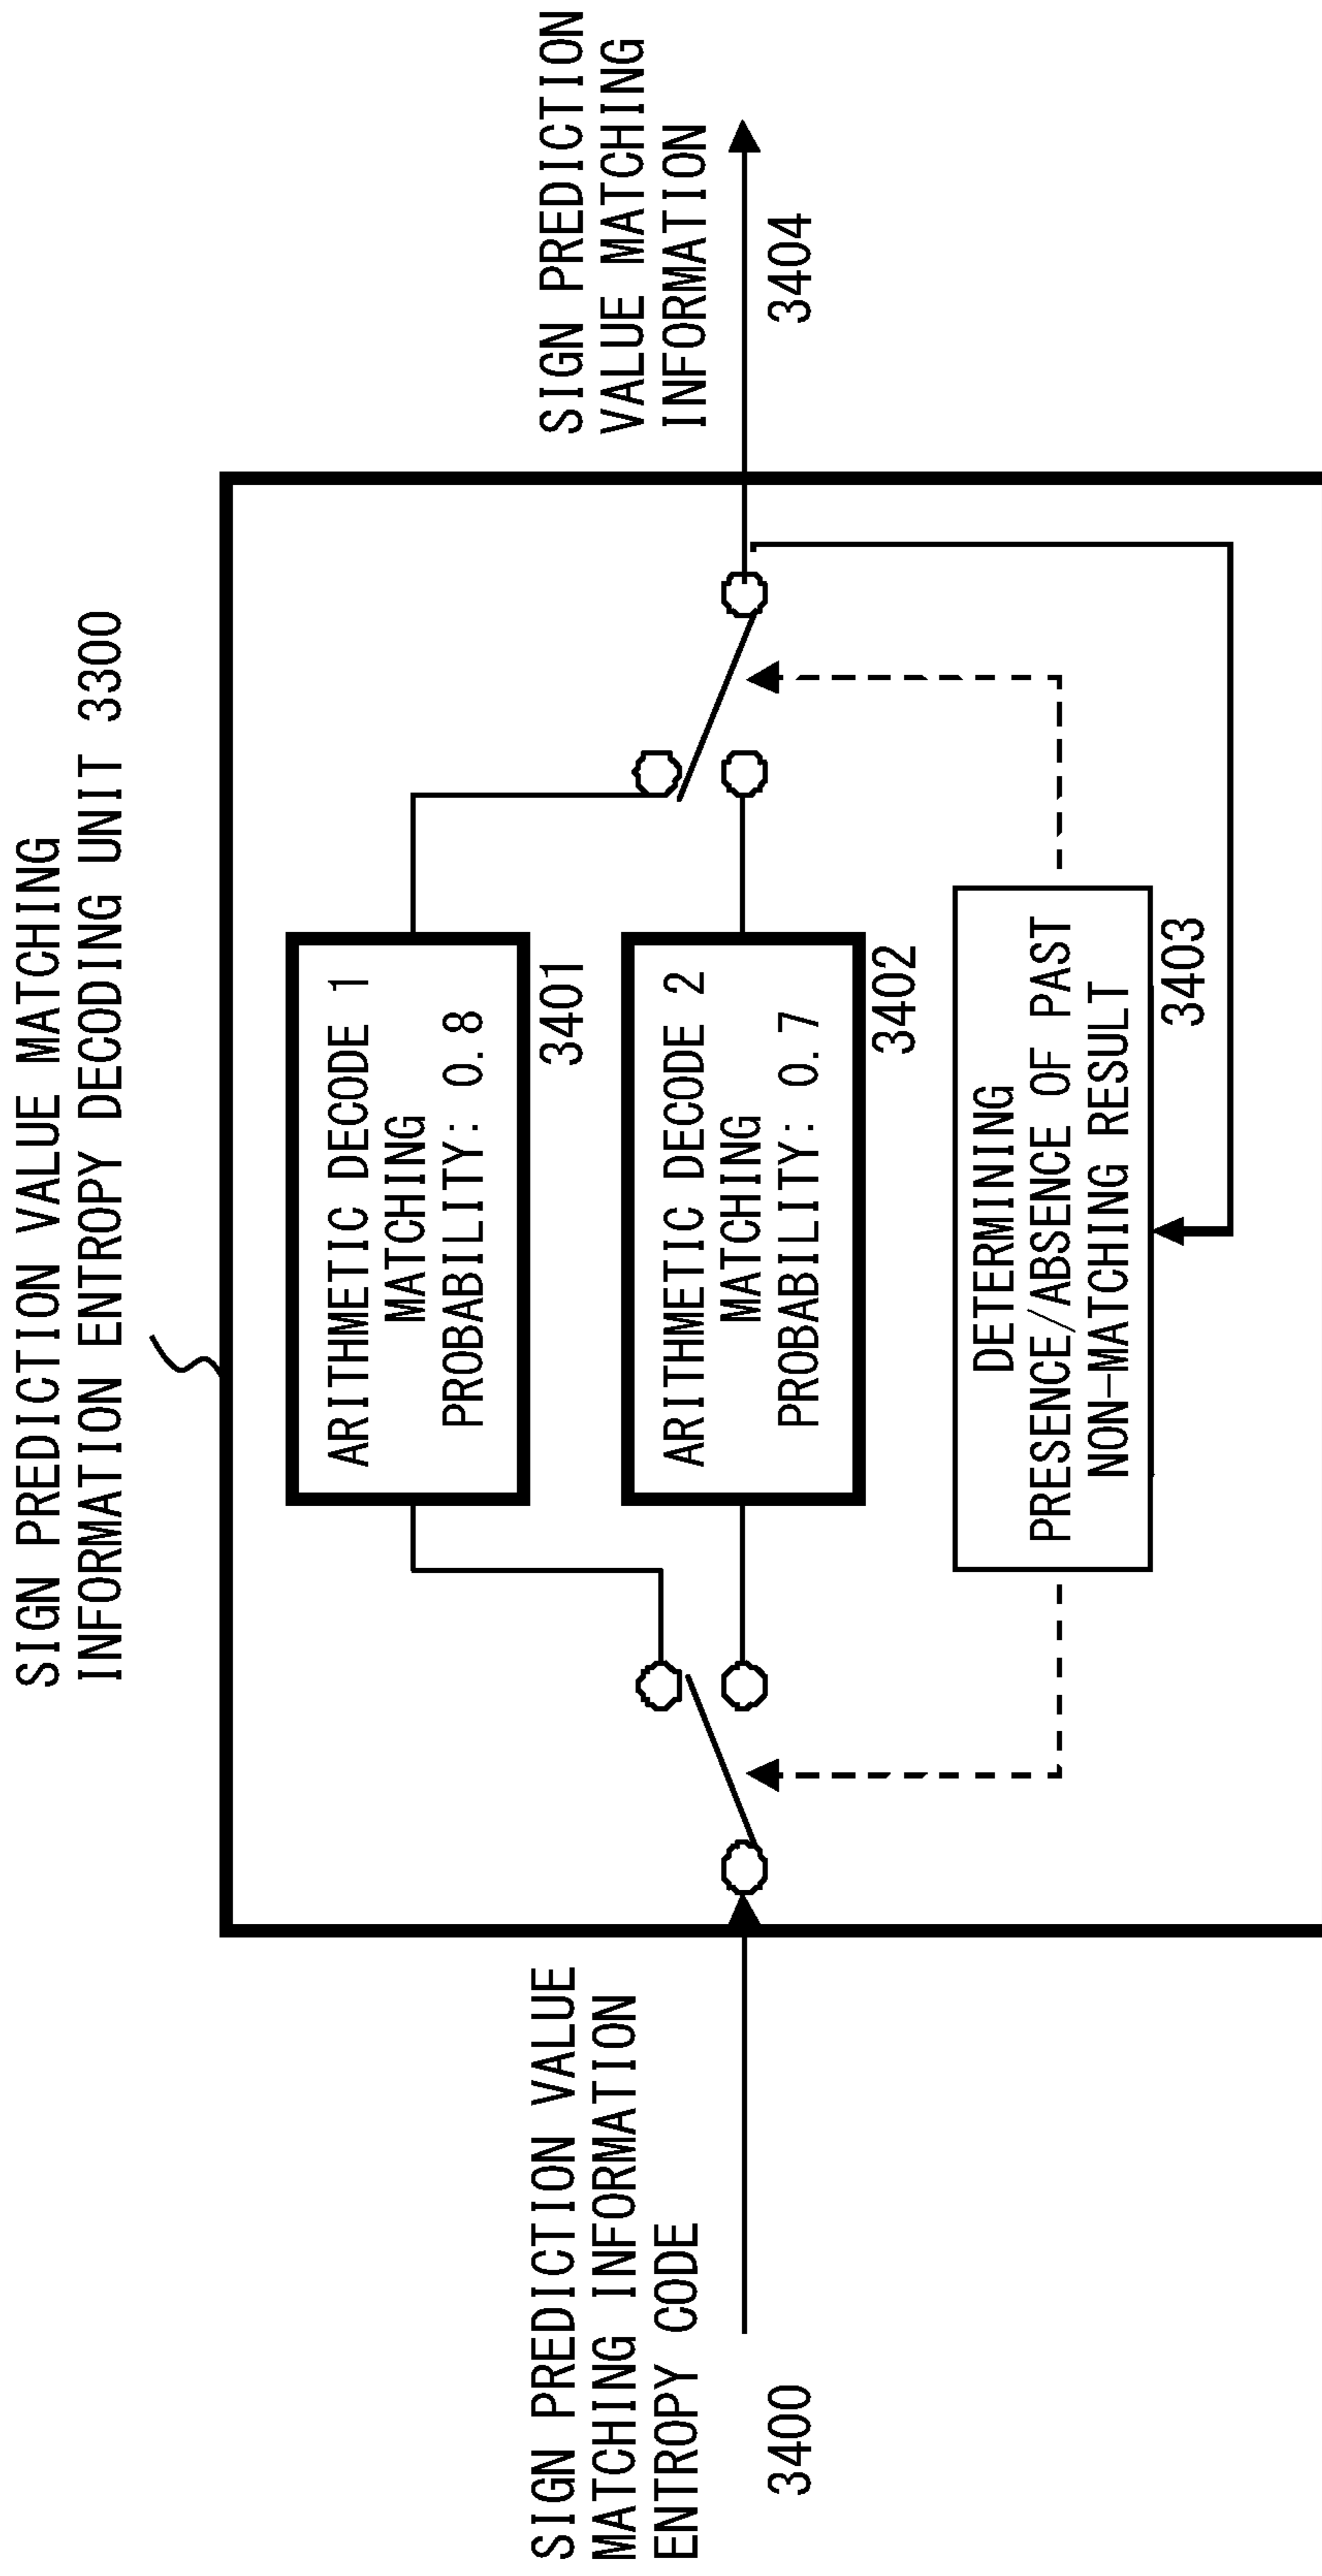 SIGN PREDICTION VALUE MATCHING
INFORMATION ENTROPY DECODING UNIT 3300
SIGN PREDICTION VALUE
MATCHING INFORMATION
ENTROPY CODE
3400
ARITHMETIC DECODE 1
MATCHING
PROBABILITY: 0.8
3401
ARITHMETIC DECODE 2
MATCHING
PROBABILITY: 0.7
3402
DETERMINING
PRESENCE/ABSENCE OF PAST
NON-MATCHING RESULT
3403
SIGN PREDICTION
VALUE MATCHING
INFORMATION
3404